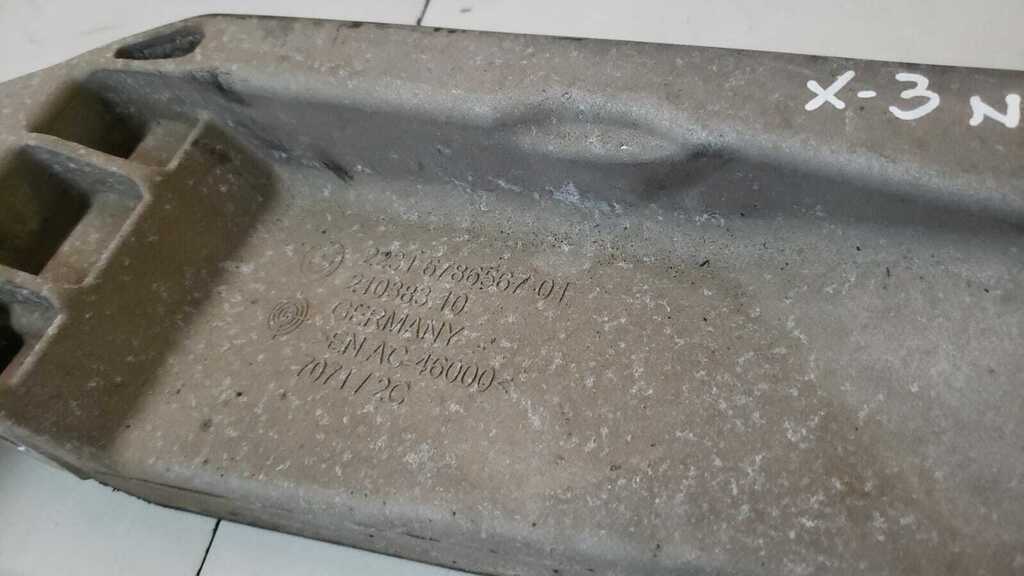 X-3 N
2231 6786567-01
21038310
GERMANY
EN AC-46000<
7071/2C